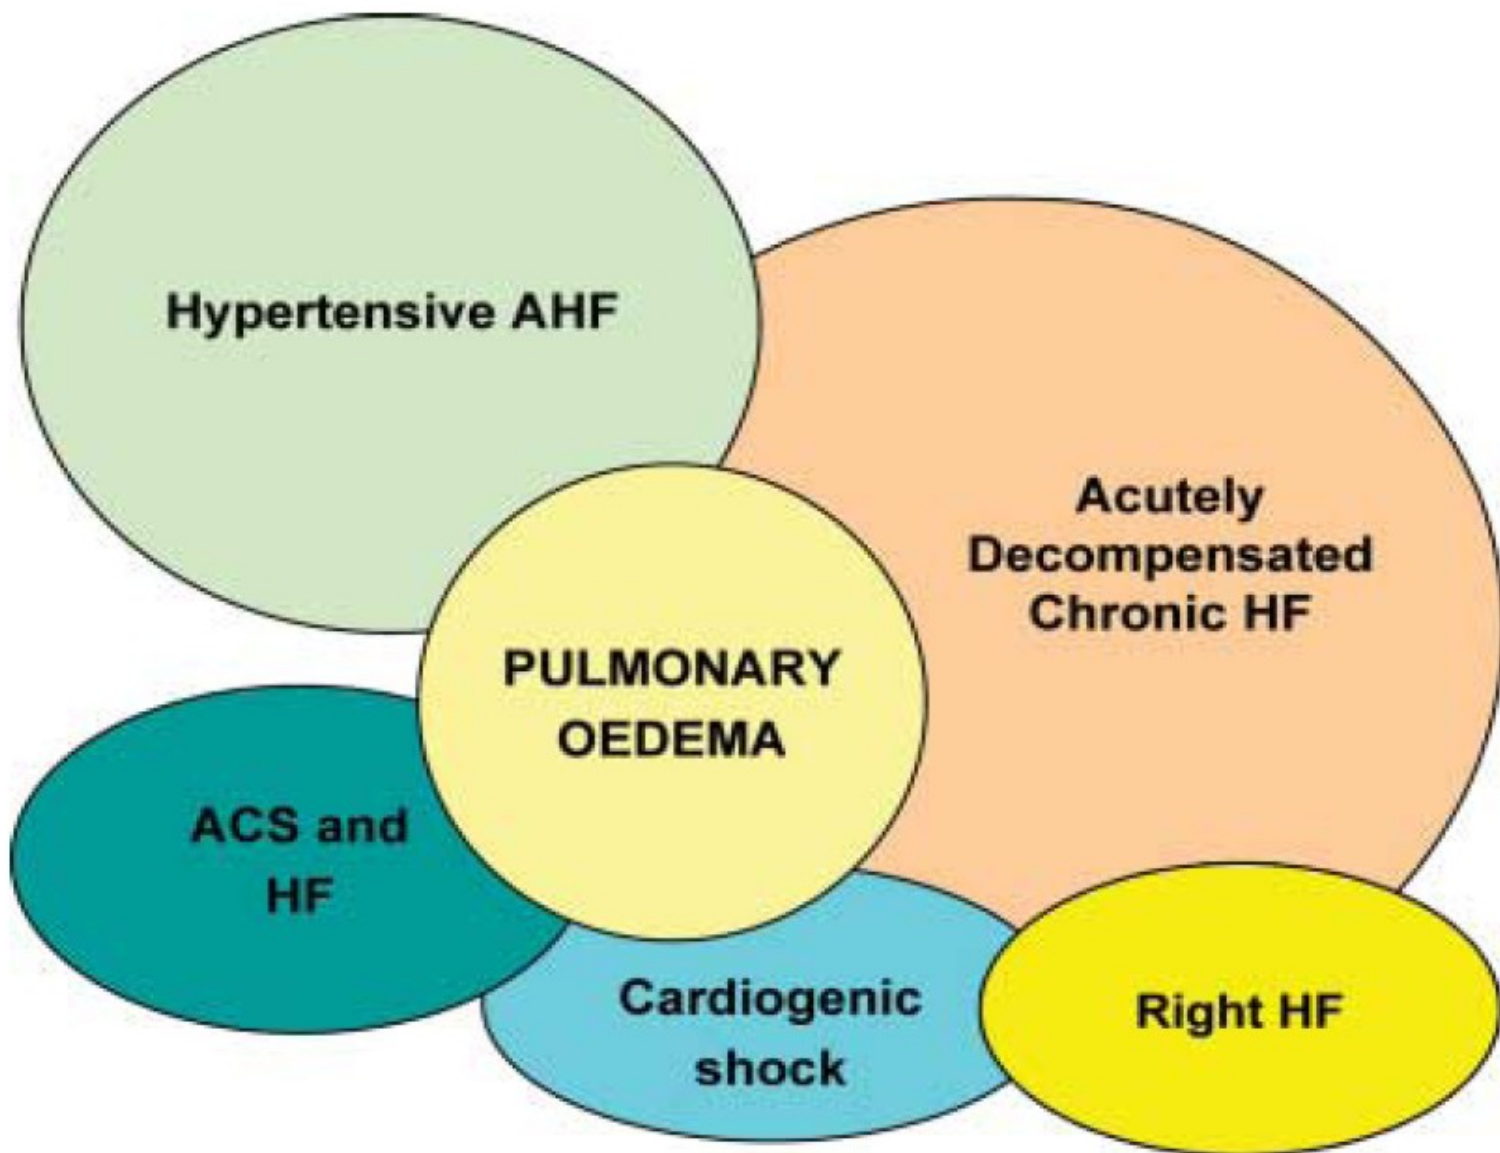 Hypertensive AHF
Acutely
Decompensated
Chronic HF
PULMONARY
OEDEMA
ACS and
HF
Cardiogenic
shock
Right HF